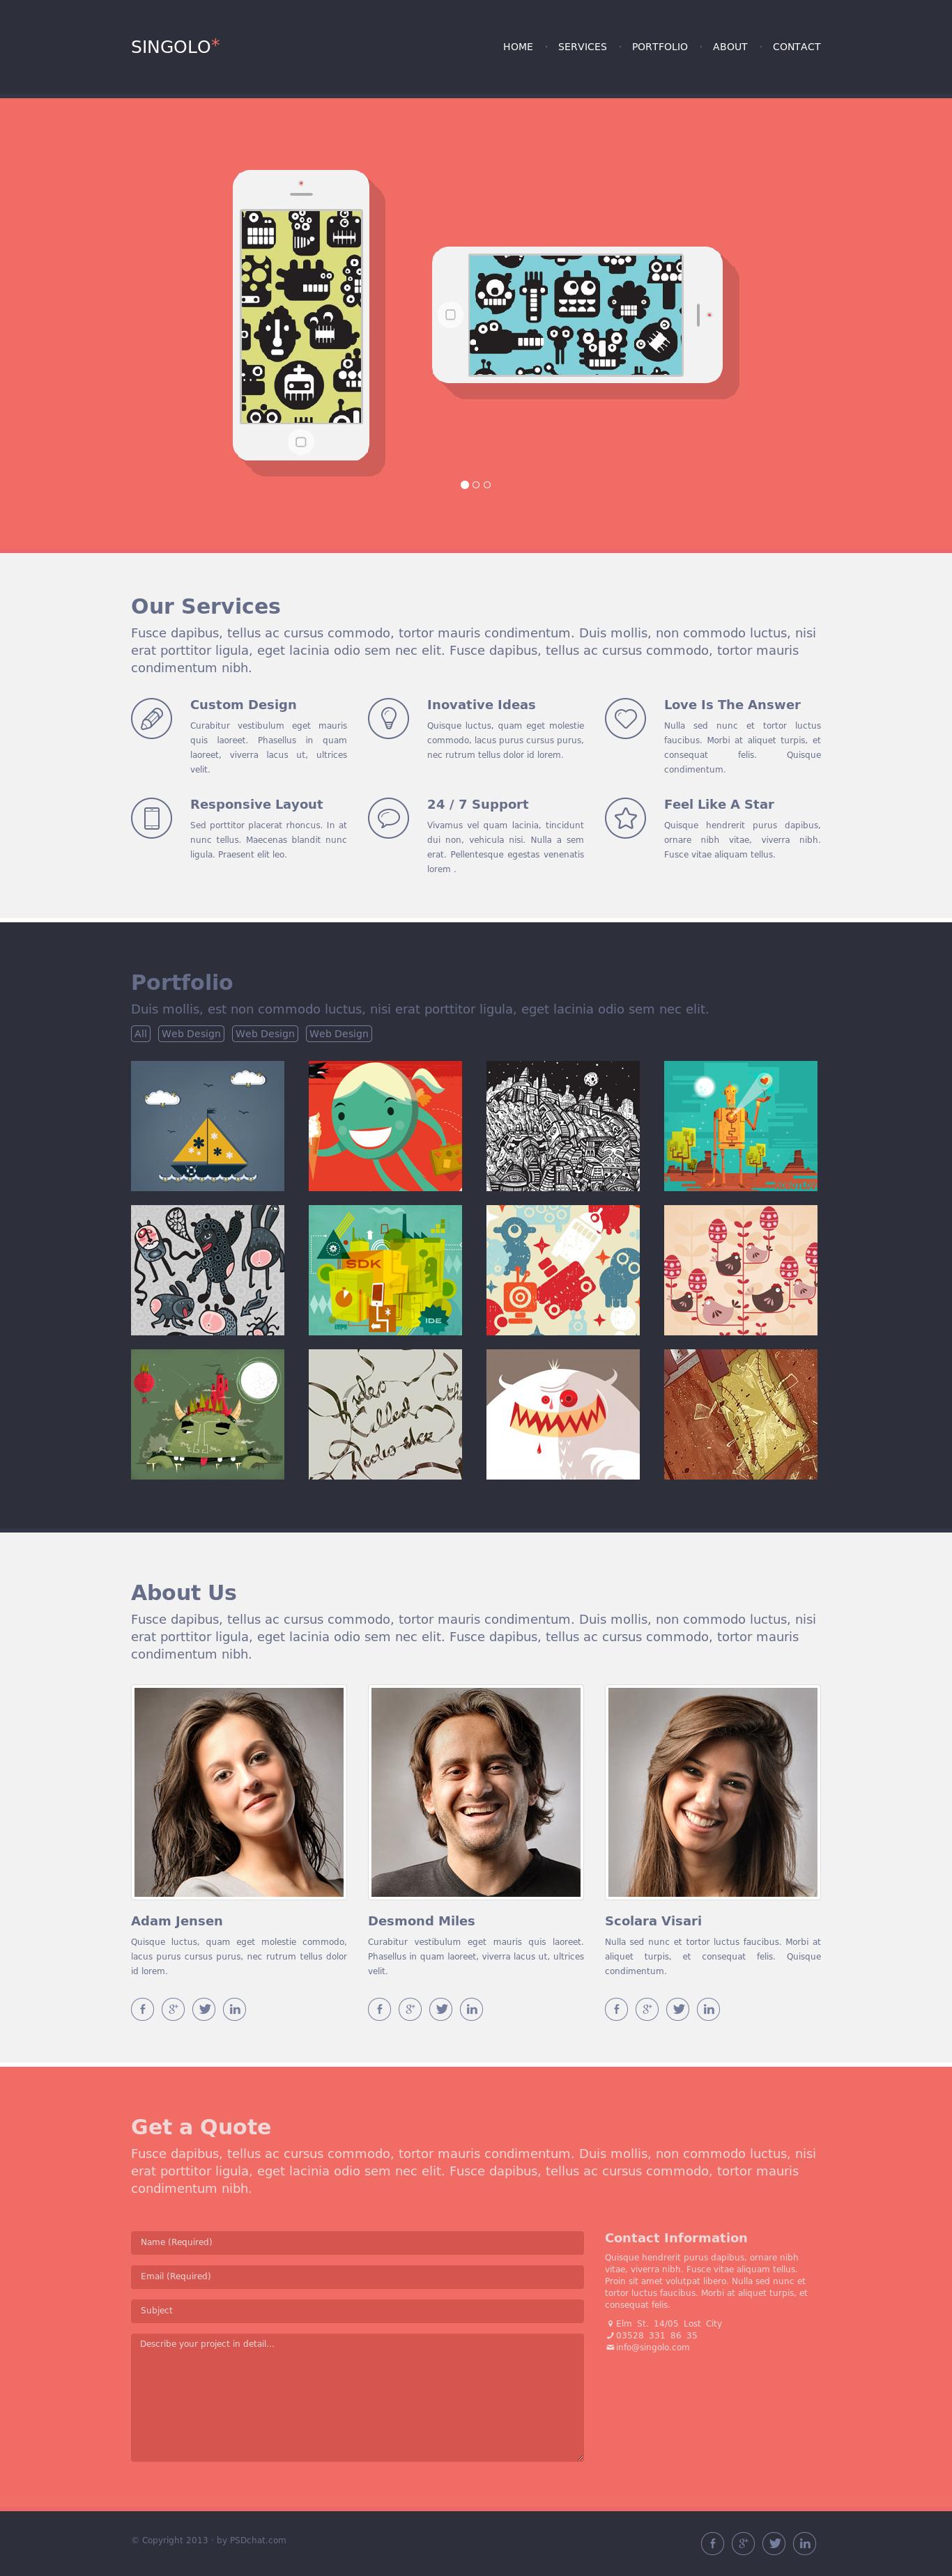 SINGOLO*
HOME · SERVICES · PORTFOLIO · ABOUT · CONTACT
Our Services
Fusce dapibus, tellus ac cursus commodo, tortor mauris condimentum. Duis mollis, non commodo luctus, nisi
erat porttitor ligula, eget lacinia odio sem nec elit. Fusce dapibus, tellus ac cursus commodo, tortor mauris
condimentum nibh.
Custom Design
Curabitur vestibulum eget mauris
quis laoreet. Phasellus in quam
laoreet, viverra lacus ut, ultrices
velit.
Inovative Ideas
Quisque luctus, quam eget molestie
commodo, lacus purus cursus purus,
nec rutrum tellus dolor id lorem.
Love Is The Answer
Nulla sed nunc et tortor luctus
faucibus. Morbi at aliquet turpis, et
consequat felis. Quisque
condimentum.
Responsive Layout
Sed porttitor placerat rhoncus. In at
nunc tellus. Maecenas blandit nunc
ligula. Praesent elit leo.
24 / 7 Support
Vivamus vel quam lacinia, tincidunt
dui non, vehicula nisi. Nulla a sem
erat. Pellentesque egestas venenatis
lorem .
Feel Like A Star
Quisque hendrerit purus dapibus,
ornare nibh vitae, viverra nibh.
Fusce vitae aliquam tellus.
Portfolio
Duis mollis, est non commodo luctus, nisi erat porttitor ligula, eget lacinia odio sem nec elit.
All Web Design Web Design Web Design
SDK
IDE
Video
Killed
the
Radio star
About Us
Fusce dapibus, tellus ac cursus commodo, tortor mauris condimentum. Duis mollis, non commodo luctus, nisi
erat porttitor ligula, eget lacinia odio sem nec elit. Fusce dapibus, tellus ac cursus commodo, tortor mauris
condimentum nibh.
Adam Jensen
Quisque luctus, quam eget molestie commodo,
lacus purus cursus purus, nec rutrum tellus dolor
id lorem.
Desmond Miles
Curabitur vestibulum eget mauris quis laoreet.
Phasellus in quam laoreet, viverra lacus ut, ultrices
velit.
Scolara Visari
Nulla sed nunc et tortor luctus faucibus. Morbi at
aliquet turpis, et consequat felis. Quisque
condimentum.
Get a Quote
Fusce dapibus, tellus ac cursus commodo, tortor mauris condimentum. Duis mollis, non commodo luctus, nisi
erat porttitor ligula, eget lacinia odio sem nec elit. Fusce dapibus, tellus ac cursus commodo, tortor mauris
condimentum nibh.
Name (Required)
Email (Required)
Subject
Describe your project in detail...
Contact Information
Quisque hendrerit purus dapibus, ornare nibh
vitae, viverra nibh. Fusce vitae aliquam tellus.
Proin sit amet volutpat libero. Nulla sed nunc et
tortor luctus faucibus. Morbi at aliquet turpis, et
consequat felis.
Elm St. 14/05 Lost City
03528 331 86 35
info@singolo.com
© Copyright 2013 · by PSDchat.com